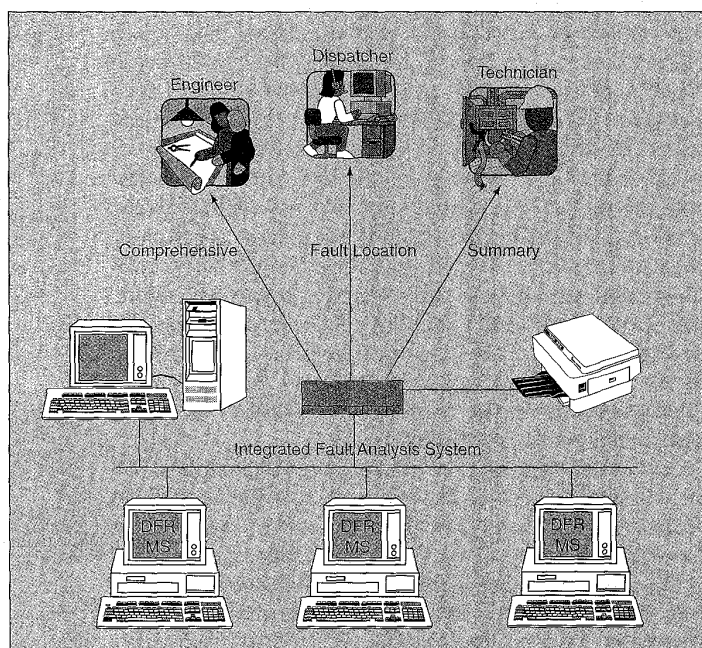 Dispatcher
Engineer
Technician
Comprehensive
Fault Location
Summary
Integrated Fault Analysis System
DFR
MS
DFR
MS
DFR
MS